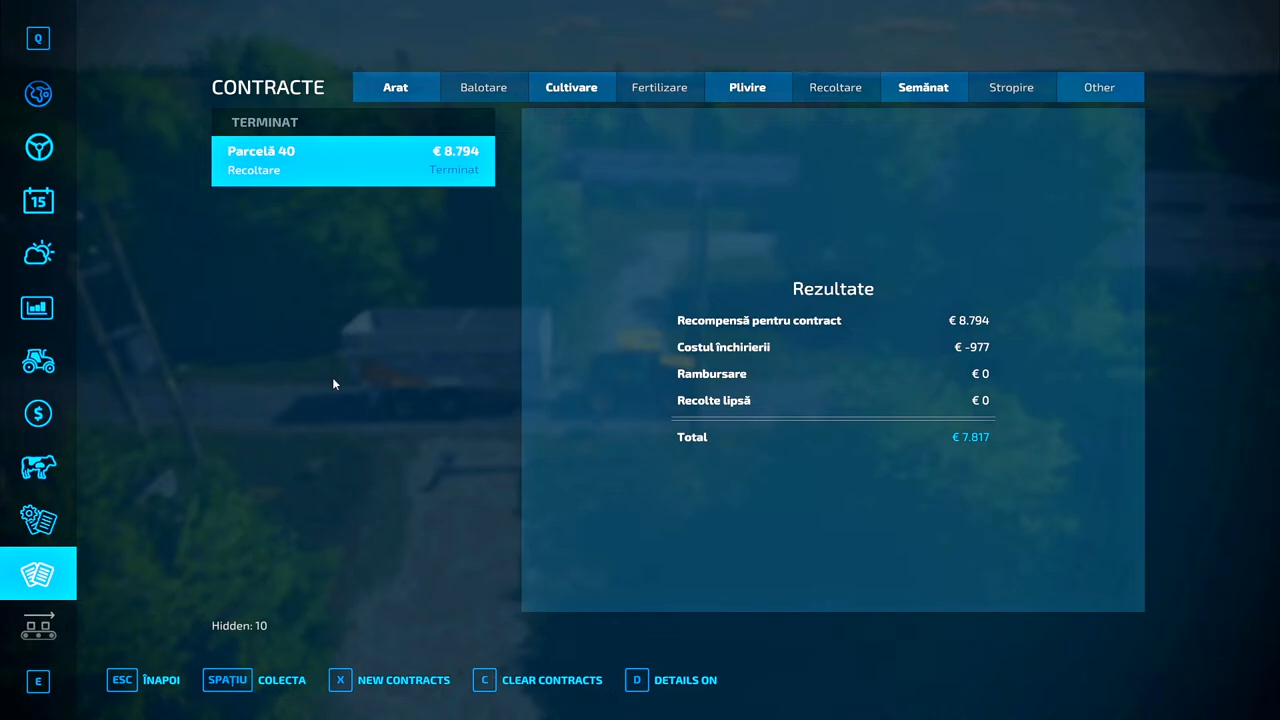 Q
CONTRACTE
Arat
Balotare
Cultivare
Fertilizare
Plivire
Recoltare
Semănat
Stropire
Other
TERMINAT
Parcelă 40 € 8.794
Recoltare Terminat
15
Rezultate
Recompensă pentru contract € 8.794
Costul închirierii € -977
Rambursare € 0
Recolte lipsă € 0
Total € 7.817
$
Hidden: 10
E
ESC ÎNAPOI SPAȚIU COLECTA X NEW CONTRACTS C CLEAR CONTRACTS D DETAILS ON